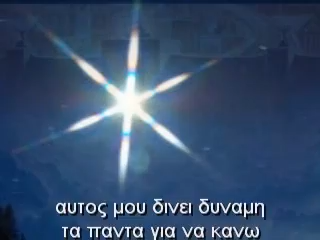 αυτος μου δινει δυναμη
τα παντα για να κανω